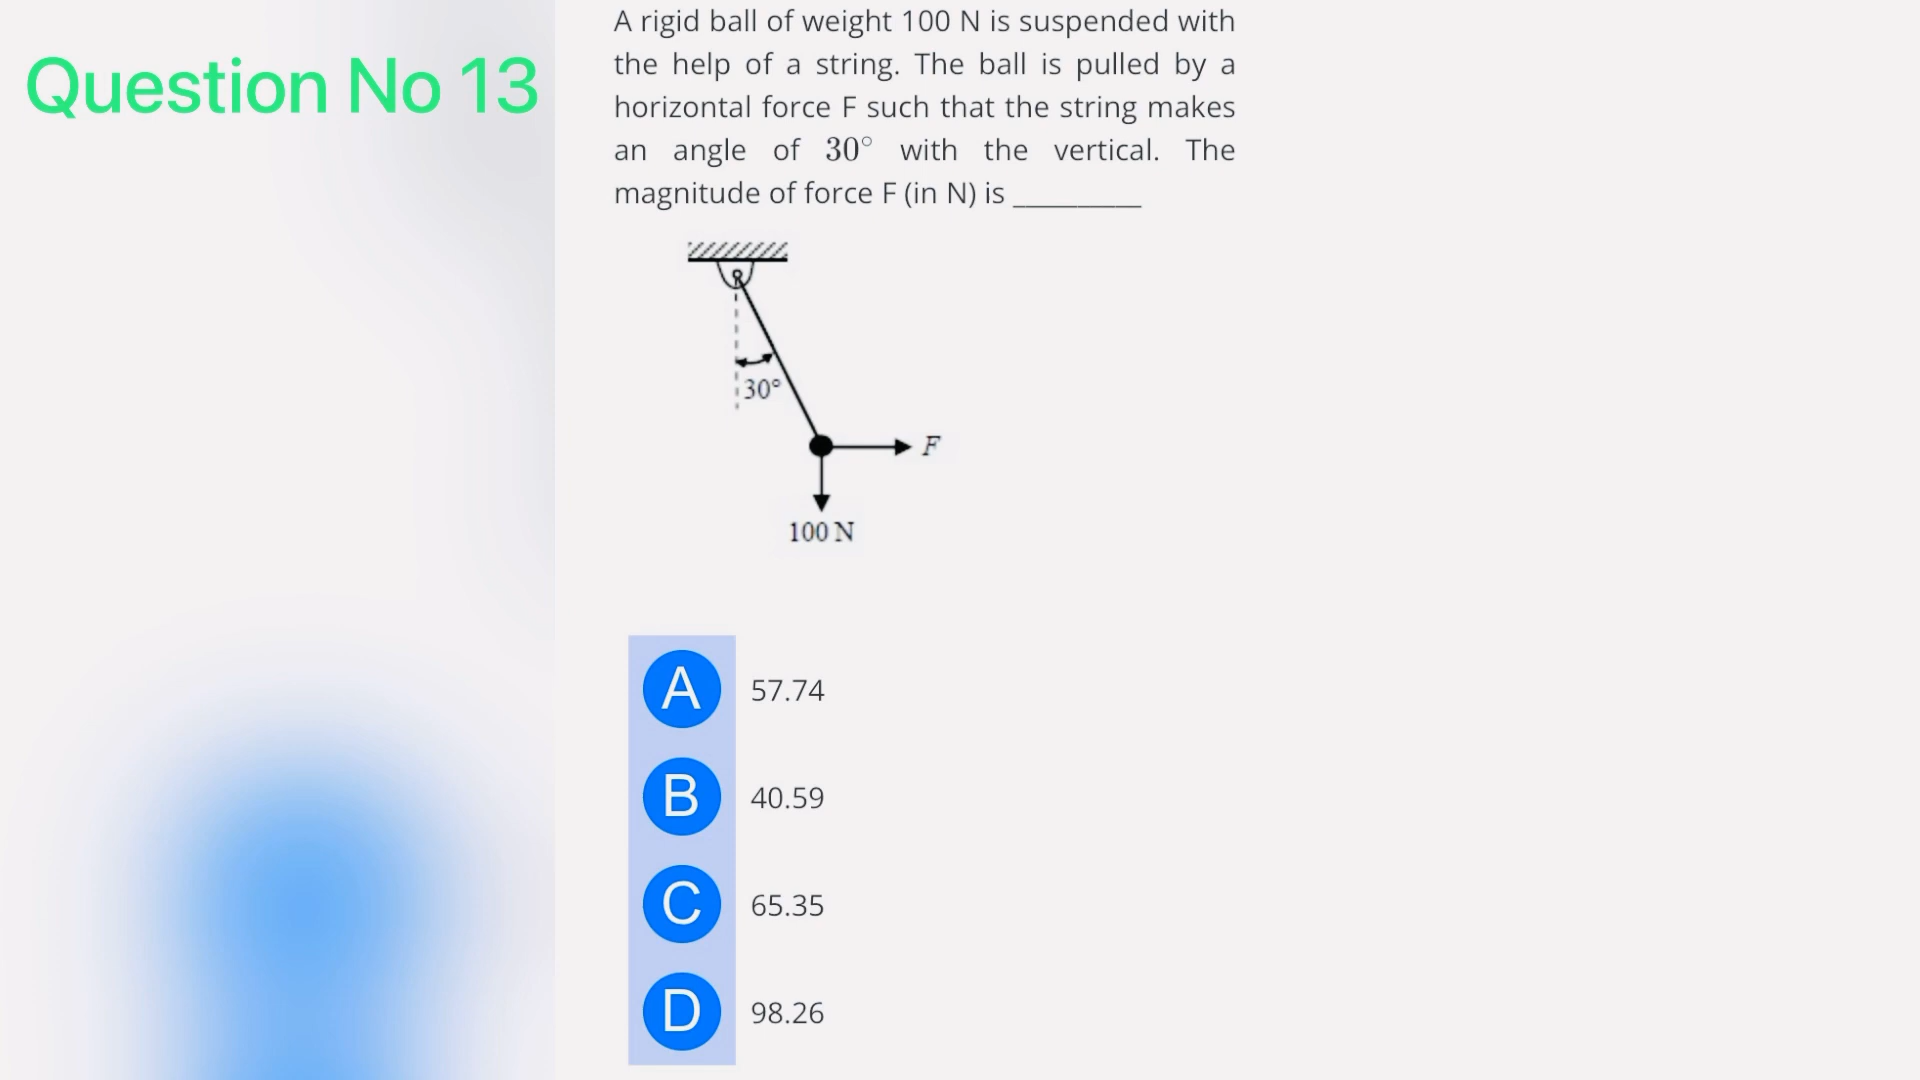 Question No 13
A rigid ball of weight 100 N is suspended with
the help of a string. The ball is pulled by a
horizontal force F such that the string makes
an angle of 30° with the vertical. The
magnitude of force F (in N) is ________
30°
F
100 N
A 57.74
B 40.59
C 65.35
D 98.26